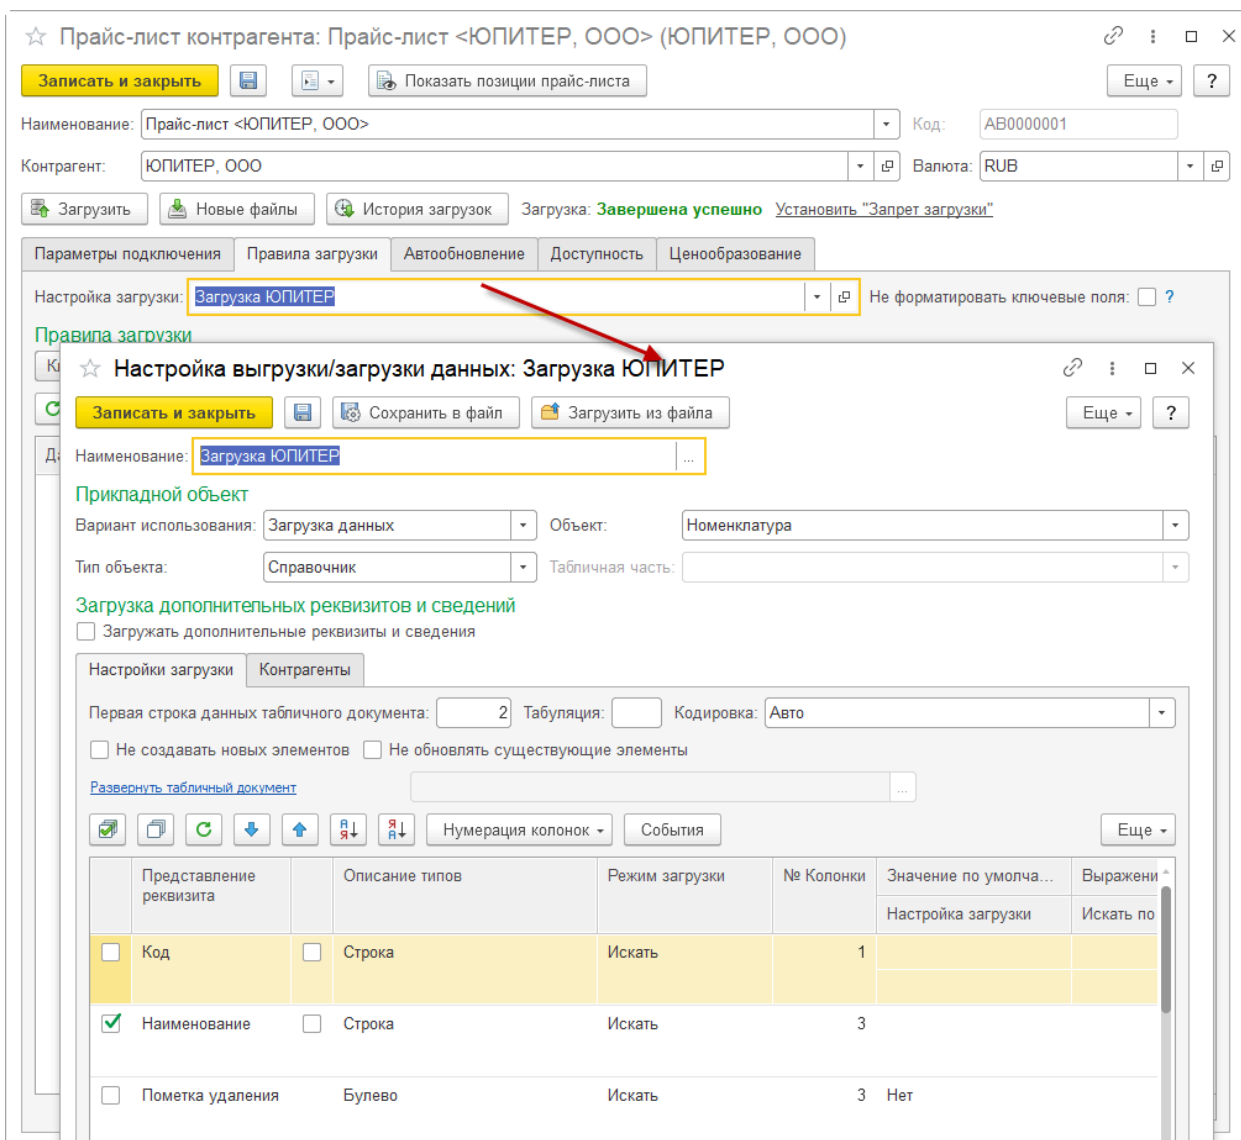 Прайс-лист контрагента: Прайс-лист <ЮПИТЕР, ООО> (ЮПИТЕР, ООО)
Записать и закрыть Показать позиции прайс-листа Еще ?
Наименование: Прайс-лист <ЮПИТЕР, ООО> Код: АВ0000001
Контрагент: ЮПИТЕР, ООО Валюта: RUB
Загрузить Новые файлы История загрузок Загрузка: Завершена успешно Установить "Запрет загрузки"
Параметры подключения Правила загрузки Автообновление Доступность Ценообразование
Настройка загрузки: Загрузка ЮПИТЕР Не форматировать ключевые поля: ?
Правила загрузки
Настройка выгрузки/загрузки данных: Загрузка ЮПИТЕР
Записать и закрыть Сохранить в файл Загрузить из файла Еще ?
Наименование: Загрузка ЮПИТЕР ...
Прикладной объект
Вариант использования: Загрузка данных Объект: Номенклатура
Тип объекта: Справочник Табличная часть:
Загрузка дополнительных реквизитов и сведений
Загружать дополнительные реквизиты и сведения
Настройки загрузки Контрагенты
Первая строка данных табличного документа: 2 Табуляция: Кодировка: Авто
Не создавать новых элементов Не обновлять существующие элементы
Развернуть табличный документ ...
Нумерация колонок События Еще
Представление реквизита Описание типов Режим загрузки № Колонки Значение по умолча... Выражени
Настройка загрузки Искать по
Код Строка Искать 1
Наименование Строка Искать 3
Пометка удаления Булево Искать 3 Нет